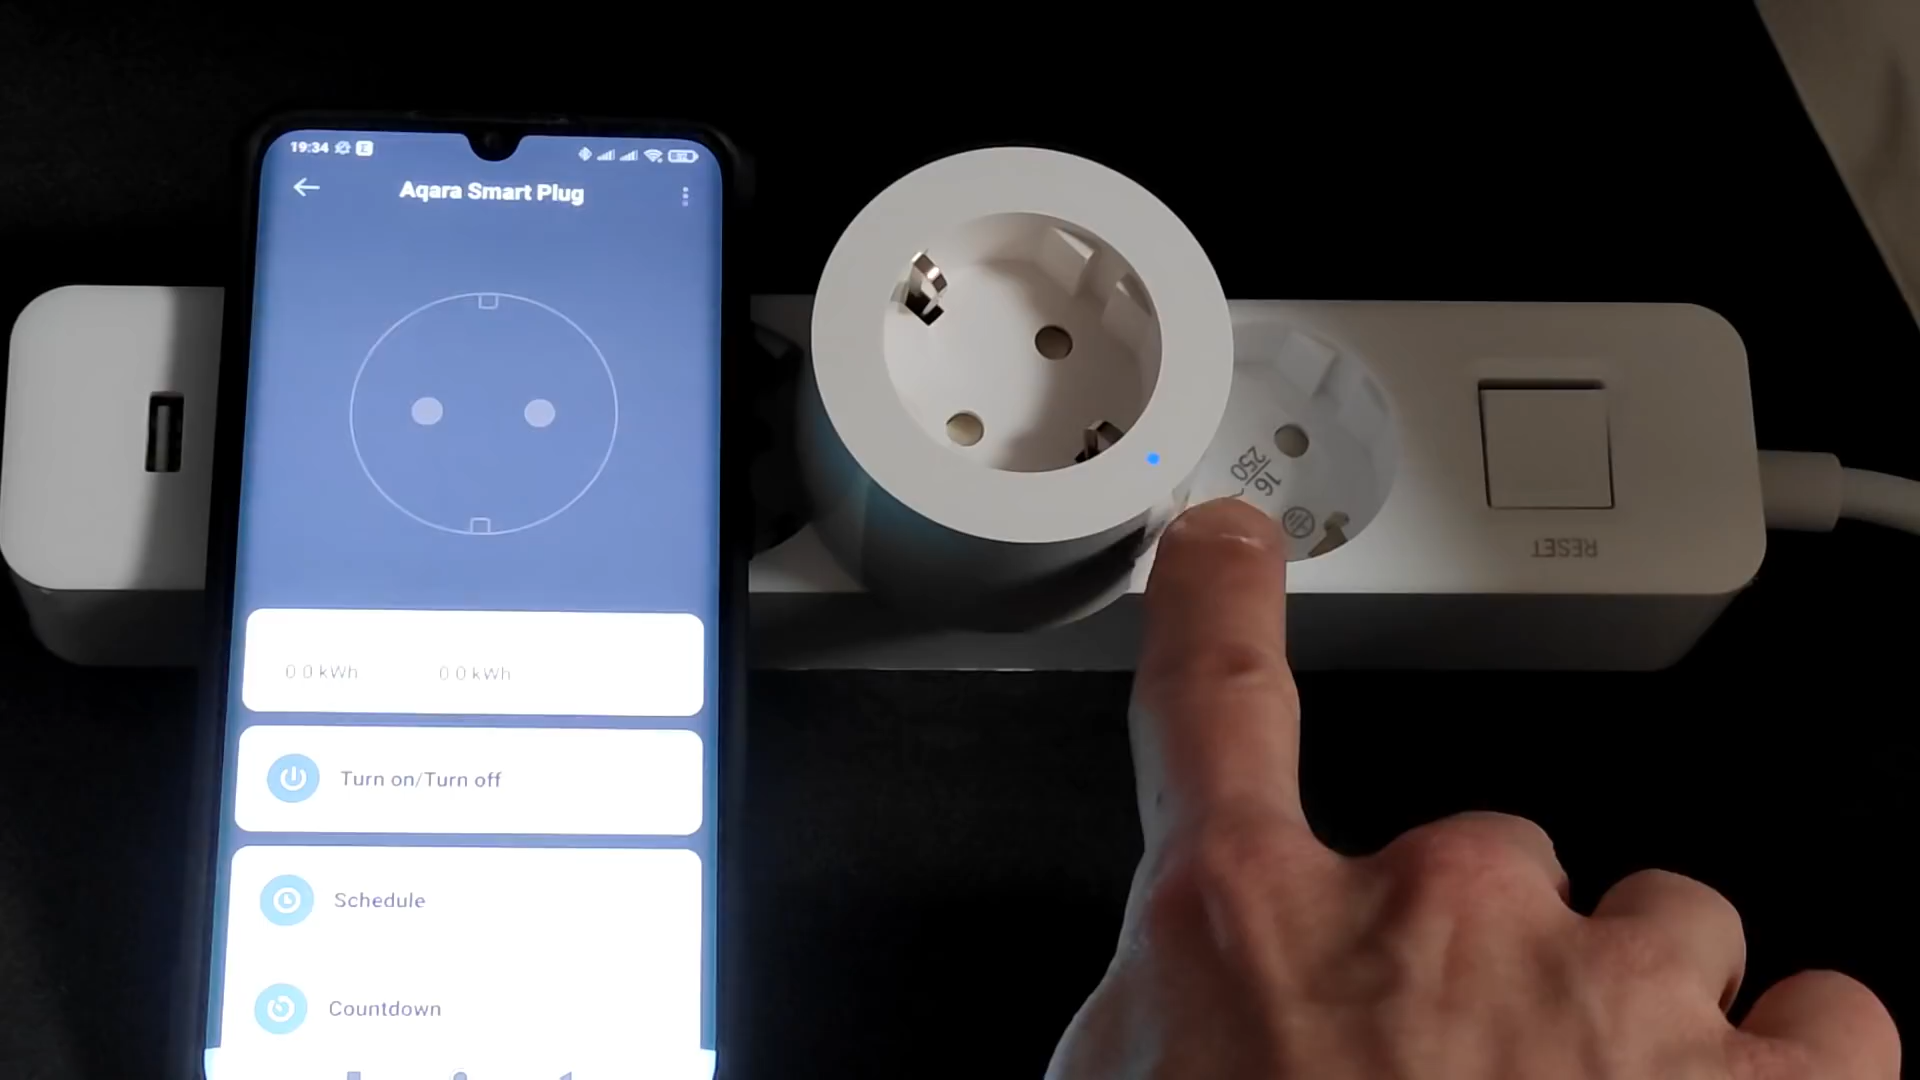 19:34
Aqara Smart Plug
0 0 kWh 0 0 kWh
Turn on/Turn off
Schedule
Countdown
16
250
RESET